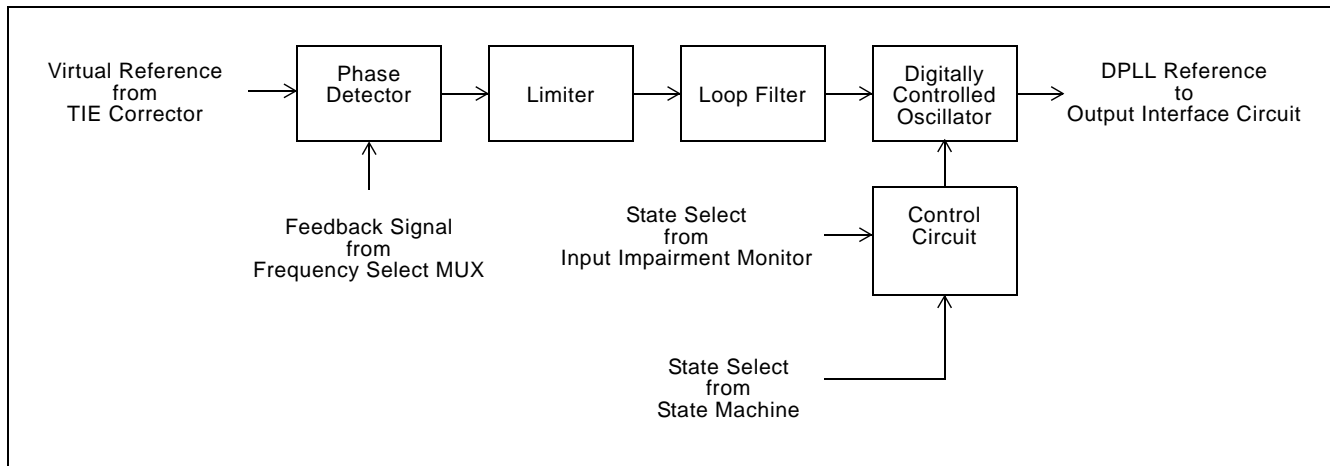 Virtual Reference
from
TIE Corrector
Phase
Detector
Limiter
Loop Filter
Digitally
Controlled
Oscillator
DPLL Reference
to
Output Interface Circuit
Feedback Signal
from
Frequency Select MUX
State Select
from
Input Impairment Monitor
Control
Circuit
State Select
from
State Machine